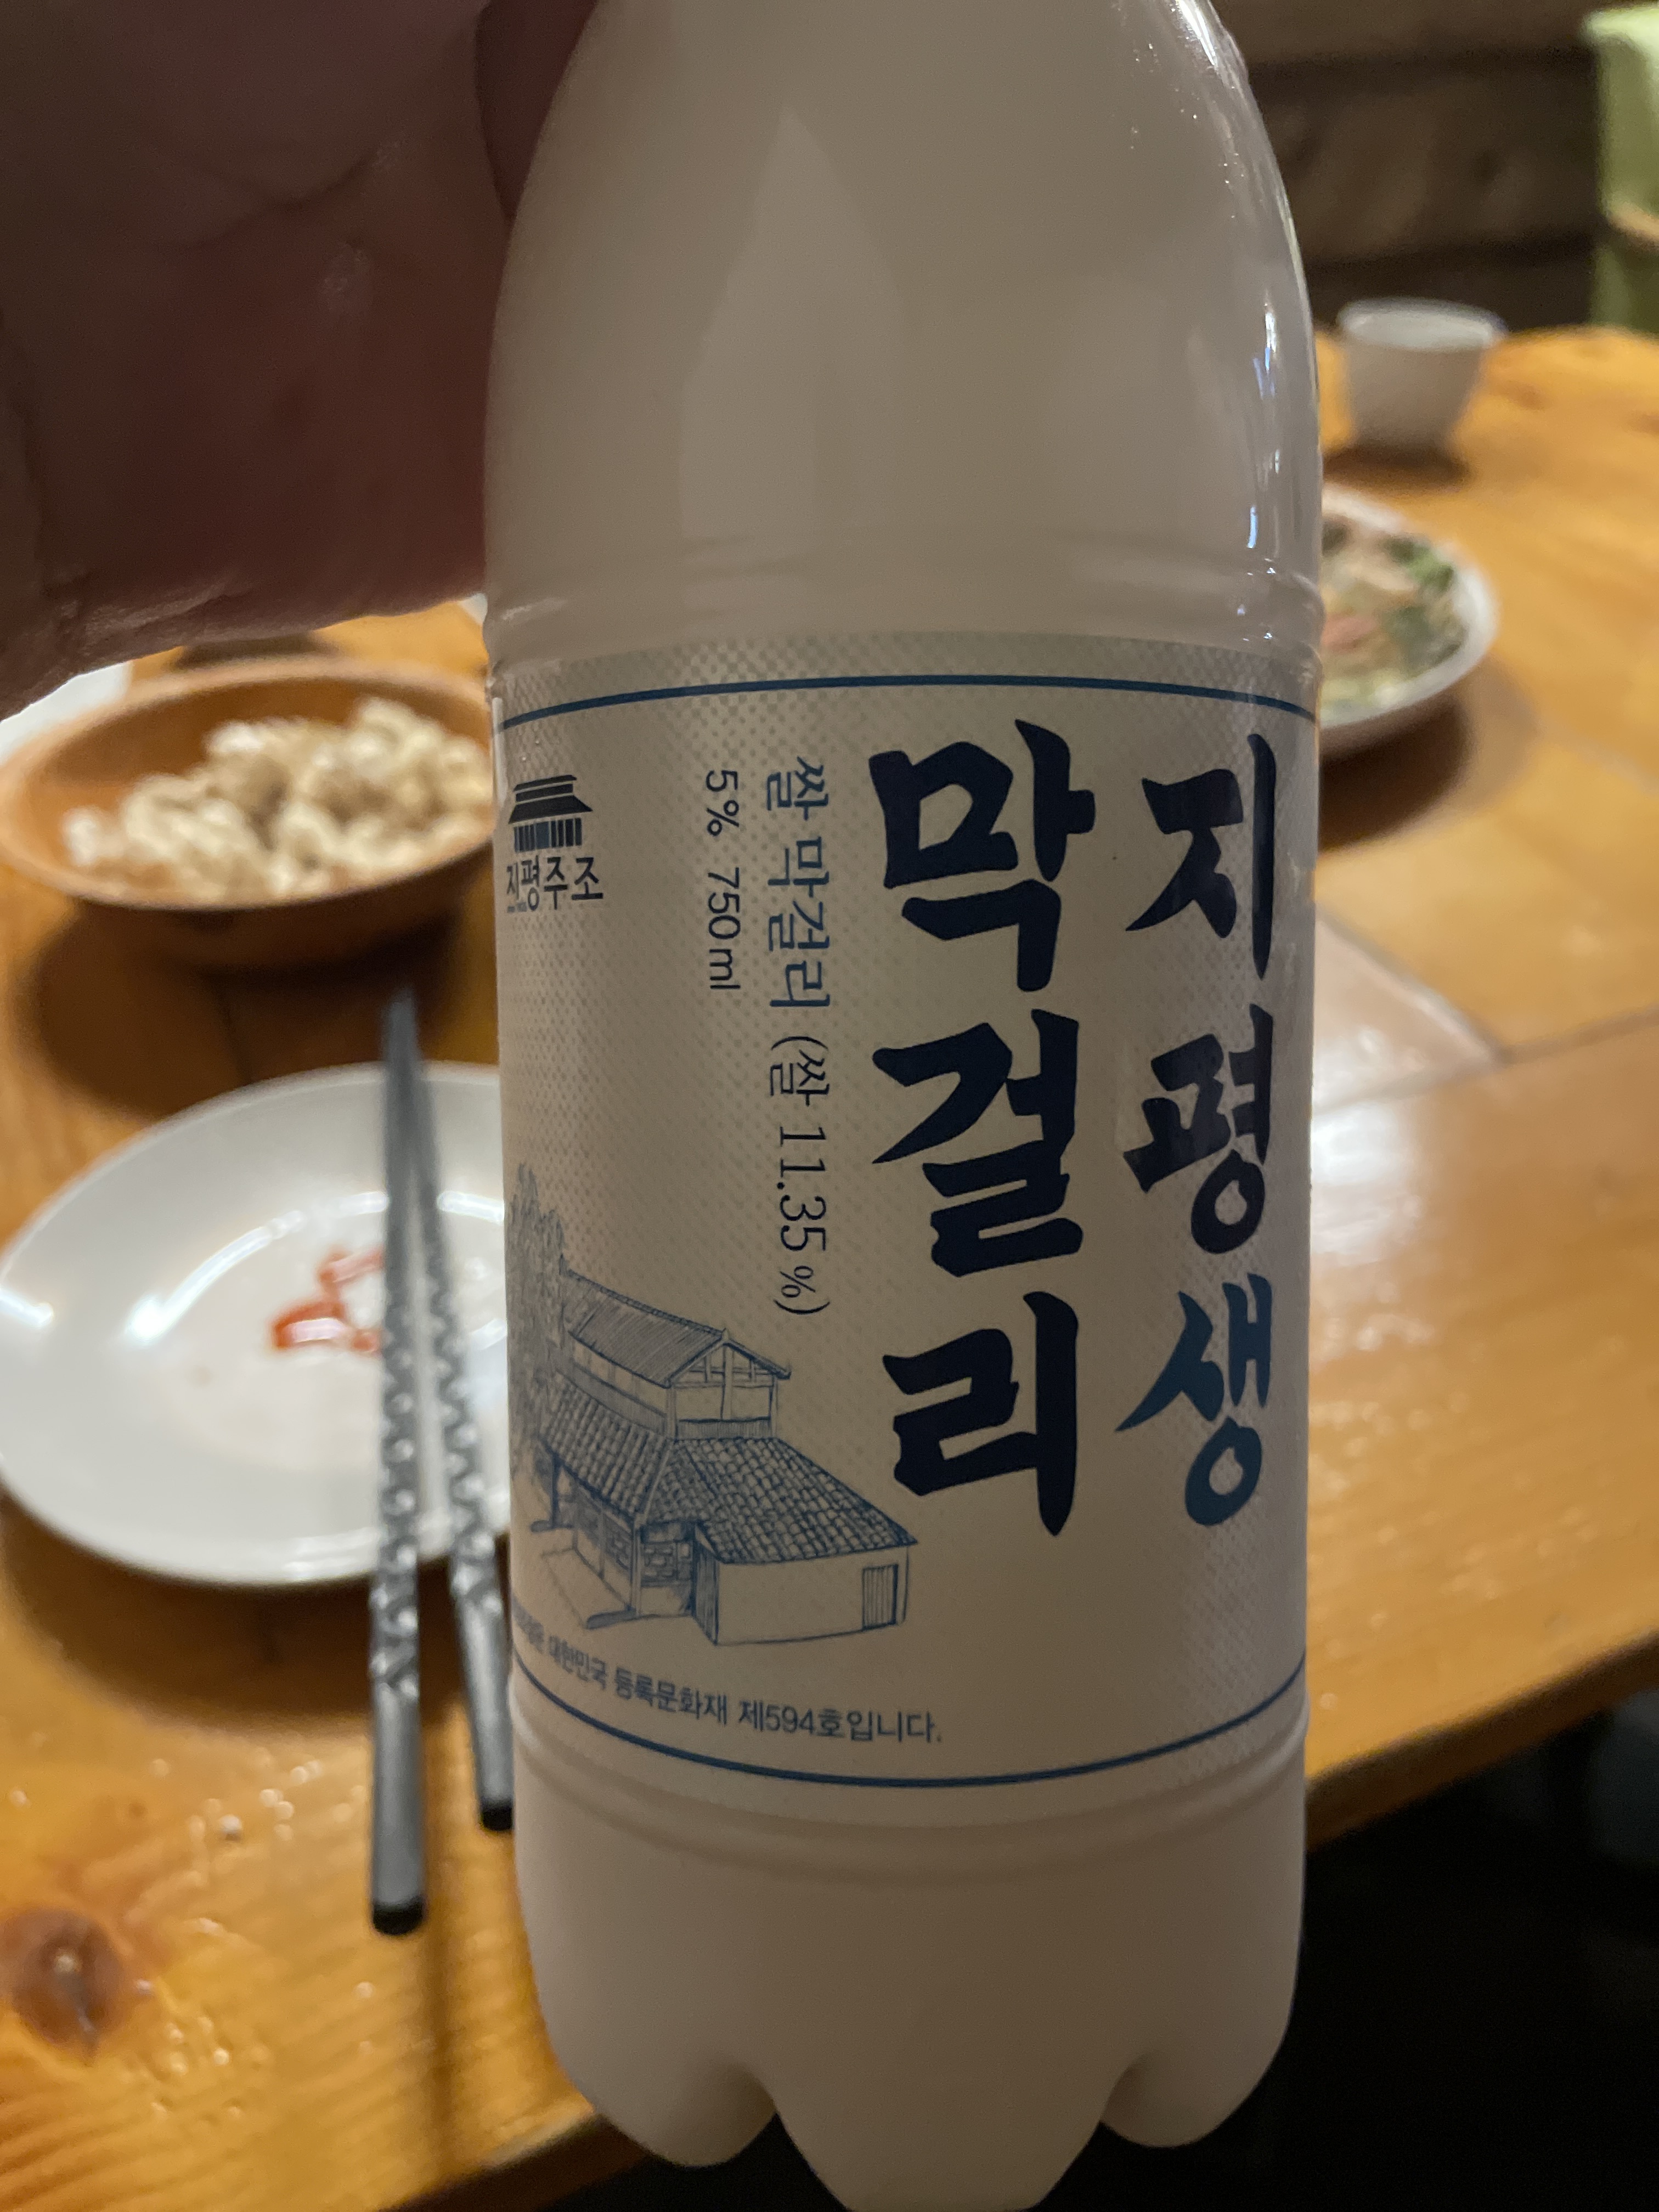 지평생
막걸리
쌀 막걸리 (쌀 11.35 %)
5% 750ml
지평주조
대한민국 등록문화재 제594호입니다.